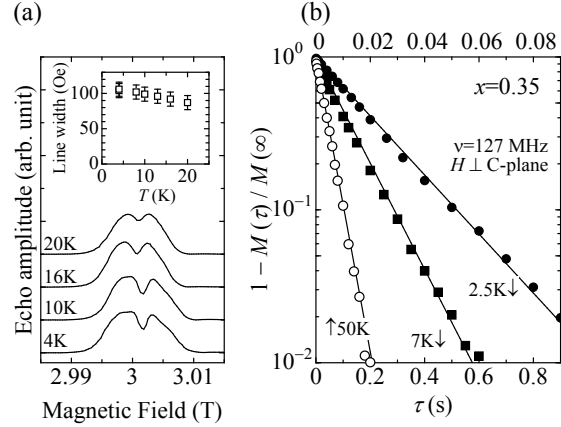 (a)
(b)
0 0.02 0.04 0.06 0.08
Line width (Oe)
100
50
0
0 10 20
T (K)
Echo amplitude (arb. unit)
20K
16K
10K
4K
2.99 3 3.01
Magnetic Field (T)
1 − M (τ) / M (∞)
10⁰
10⁻¹
10⁻²
x=0.35
ν=127 MHz
H ⊥ C-plane
2.5K↓
7K↓
↑50K
0 0.2 0.4 0.6 0.8
τ (s)